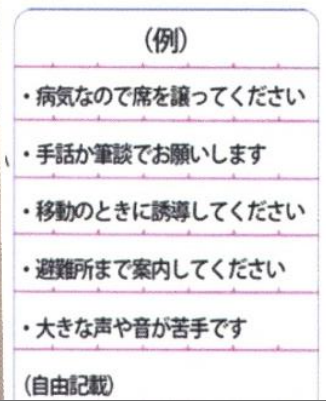 (例)
・病気なので席を譲ってください
・手話か筆談でお願いします
・移動のときに誘導してください
・避難所まで案内してください
・大きな声や音が苦手です
(自由記載)